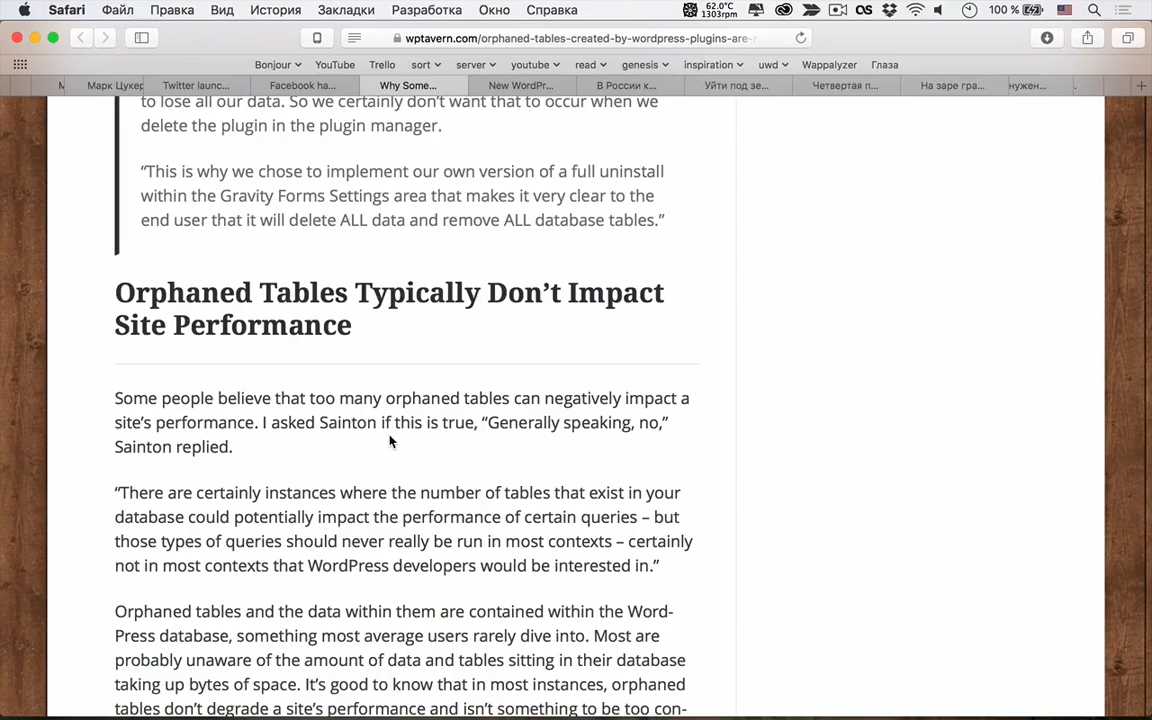 Safari Файл Правка Вид История Закладки Разработка Окно Справка 62.0°C 1303rpm 100 %
wptavern.com/orphaned-tables-created-by-wordpress-plugins-are-
Bonjour YouTube Trello sort server youtube read genesis inspiration uwd Wappalyzer Глаза
Марк Цукер Twitter launc... Facebook ha... Why Some... New WordPr... В России к... Уйти под зе... Четвертая п... На заре гра... нужен...
to lose all our data. So we certainly don’t want that to occur when we
delete the plugin in the plugin manager.
“This is why we chose to implement our own version of a full uninstall
within the Gravity Forms Settings area that makes it very clear to the
end user that it will delete ALL data and remove ALL database tables.”
Orphaned Tables Typically Don’t Impact
Site Performance
Some people believe that too many orphaned tables can negatively impact a
site’s performance. I asked Sainton if this is true, “Generally speaking, no,”
Sainton replied.
“There are certainly instances where the number of tables that exist in your
database could potentially impact the performance of certain queries – but
those types of queries should never really be run in most contexts – certainly
not in most contexts that WordPress developers would be interested in.”
Orphaned tables and the data within them are contained within the Word-
Press database, something most average users rarely dive into. Most are
probably unaware of the amount of data and tables sitting in their database
taking up bytes of space. It’s good to know that in most instances, orphaned
tables don’t degrade a site’s performance and isn’t something to be too con-